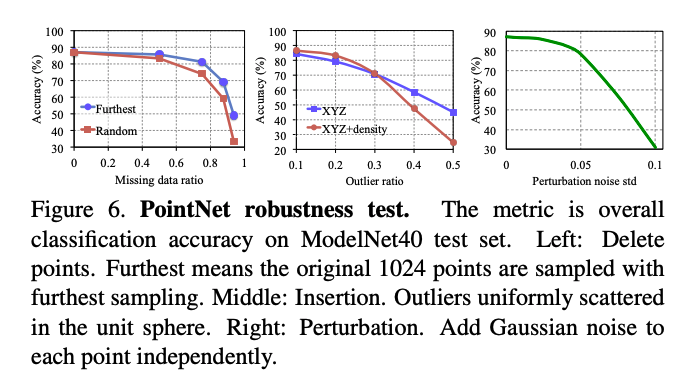 100
90
80
70
60
50
40
30
Accuracy (%)
Furthest
Random
0 0.2 0.4 0.6 0.8 1
Missing data ratio
100
90
80
70
60
50
40
30
20
Accuracy (%)
XYZ
XYZ+density
0.1 0.2 0.3 0.4 0.5
Outlier ratio
90
80
70
60
50
40
30
Accuracy (%)
0 0.05 0.1
Perturbation noise std
Figure 6. PointNet robustness test. The metric is overall
classification accuracy on ModelNet40 test set. Left: Delete
points. Furthest means the original 1024 points are sampled with
furthest sampling. Middle: Insertion. Outliers uniformly scattered
in the unit sphere. Right: Perturbation. Add Gaussian noise to
each point independently.